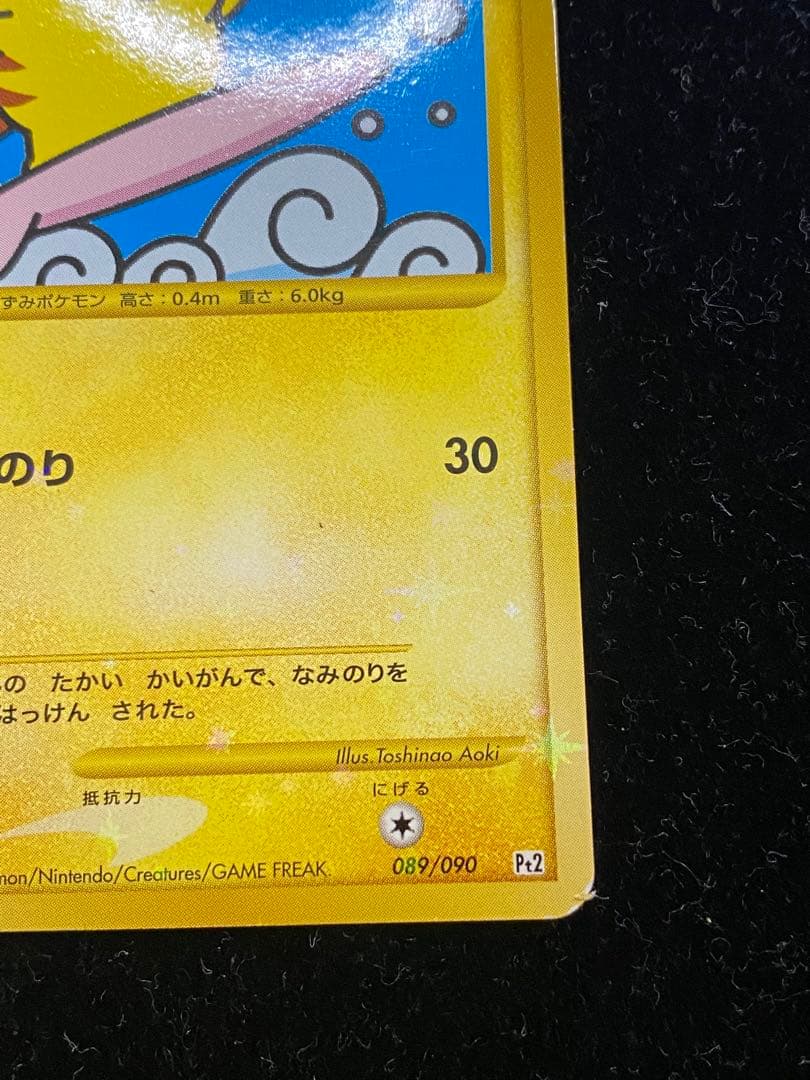 ずみポケモン 高さ：0.4m 重さ：6.0kg
のり 30
の たかい かいがんで、なみのりを
はっけん された。
Illus.Toshinao Aoki
抵抗力 にげる
mon/Nintendo/Creatures/GAME FREAK. 089/090 Pt2